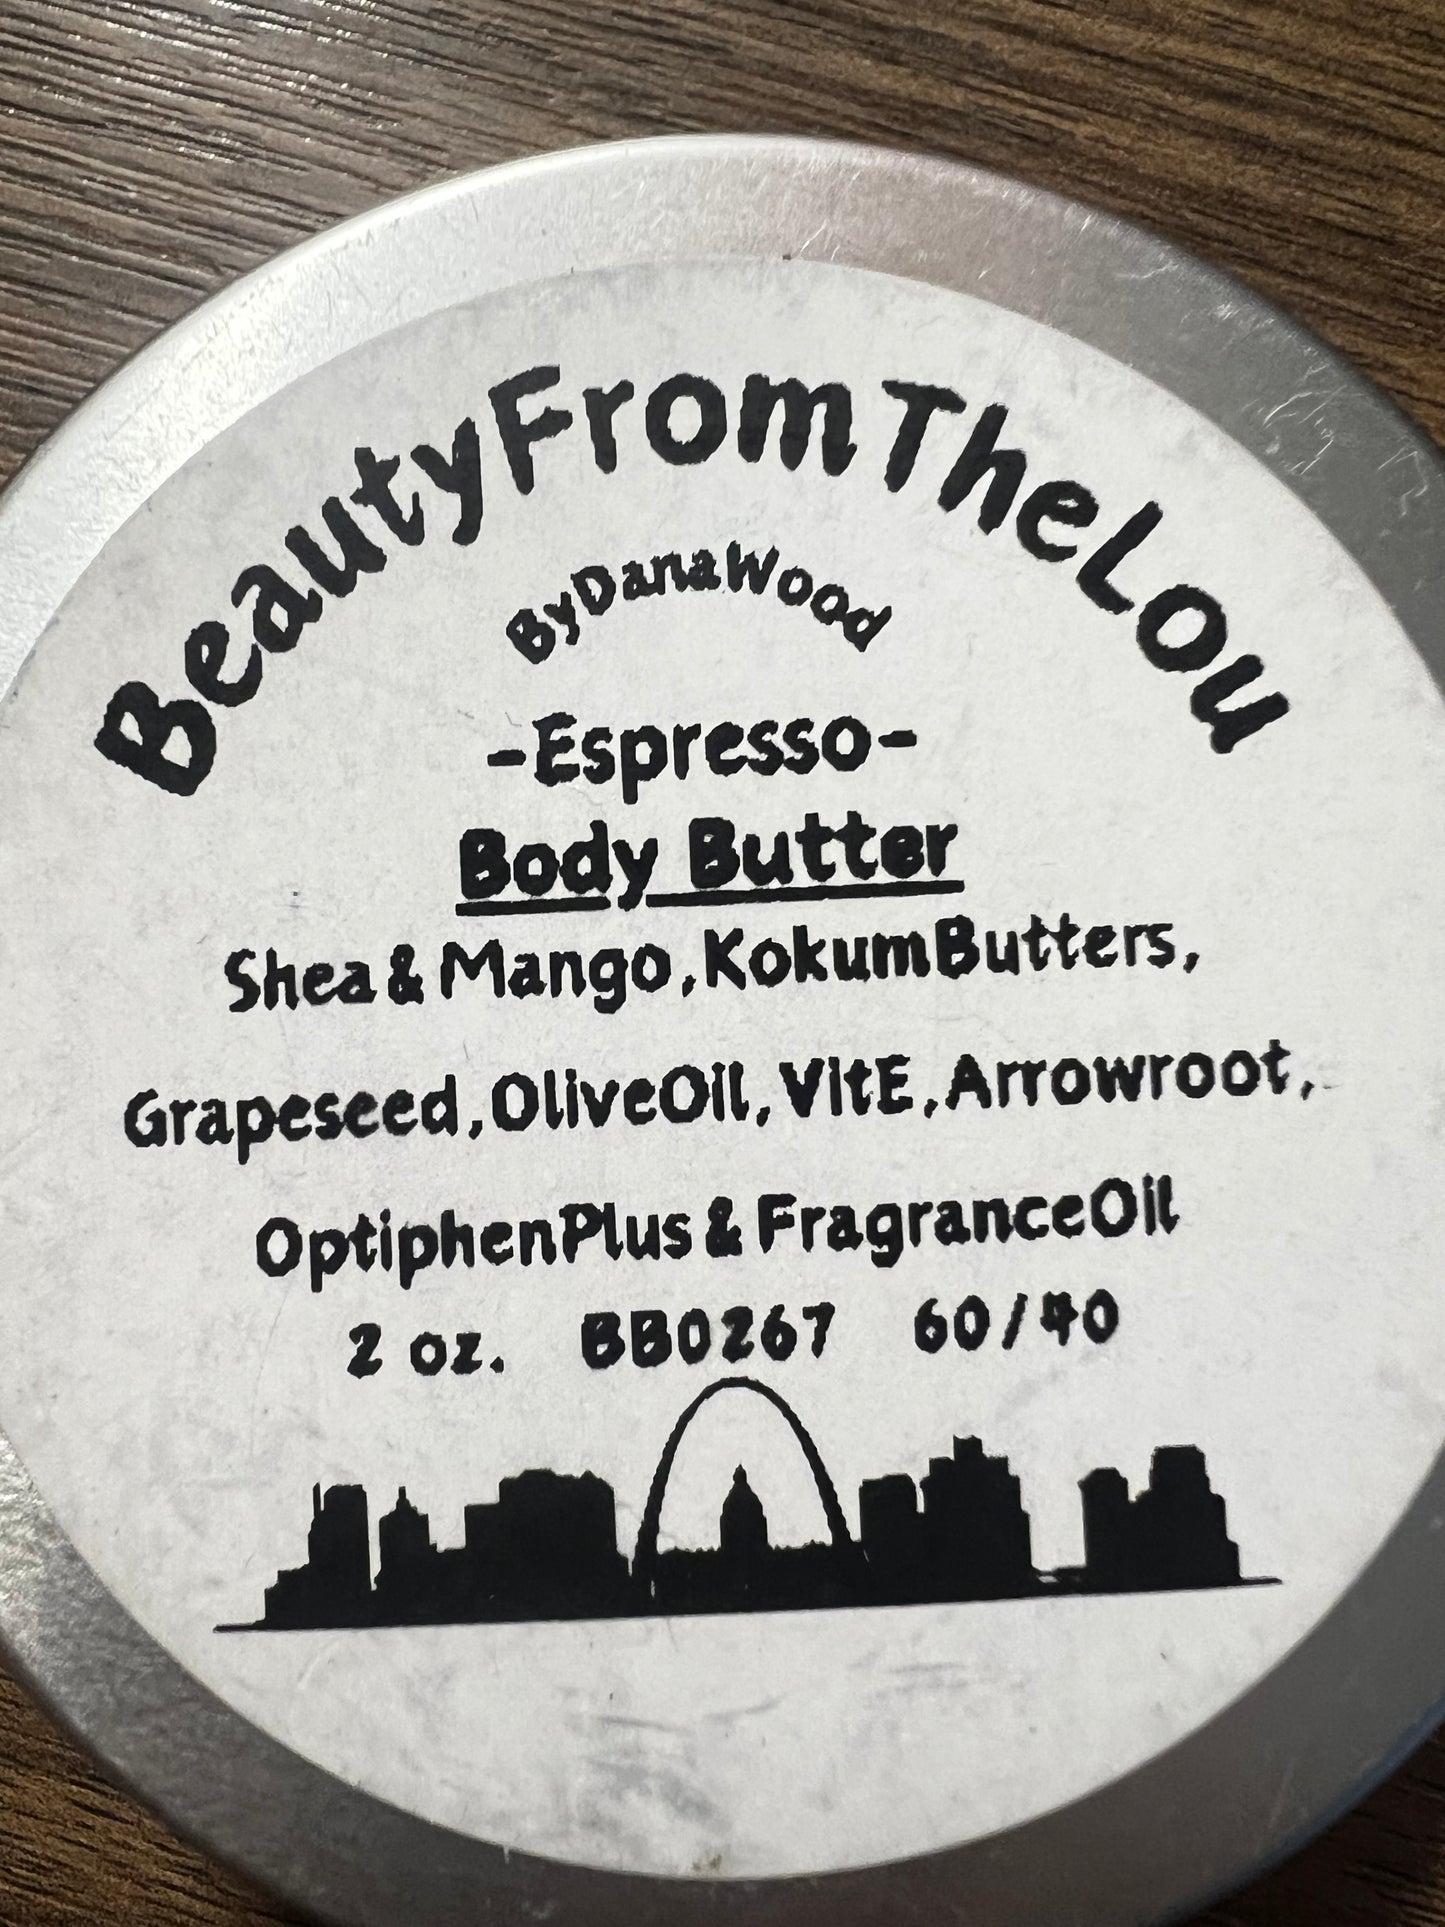 BeautyFromTheLou
ByDanaWood
-Espresso-
Body Butter
Shea & Mango, KokumButters,
Grapeseed, OliveOil, VitE, Arrowroot,
OptiphenPlus & FragranceOil
2 oz. BB0267 60/40